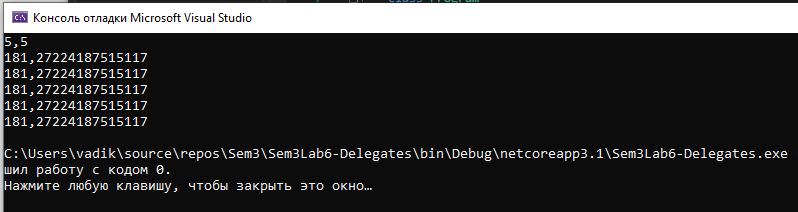 Консоль отладки Microsoft Visual Studio
5,5
181,27224187515117
181,27224187515117
181,27224187515117
181,27224187515117
181,27224187515117
C:\Users\vadik\source\repos\Sem3\Sem3Lab6-Delegates\bin\Debug\netcoreapp3.1\Sem3Lab6-Delegates.exe
шил работу с кодом 0.
Нажмите любую клавишу, чтобы закрыть это окно…